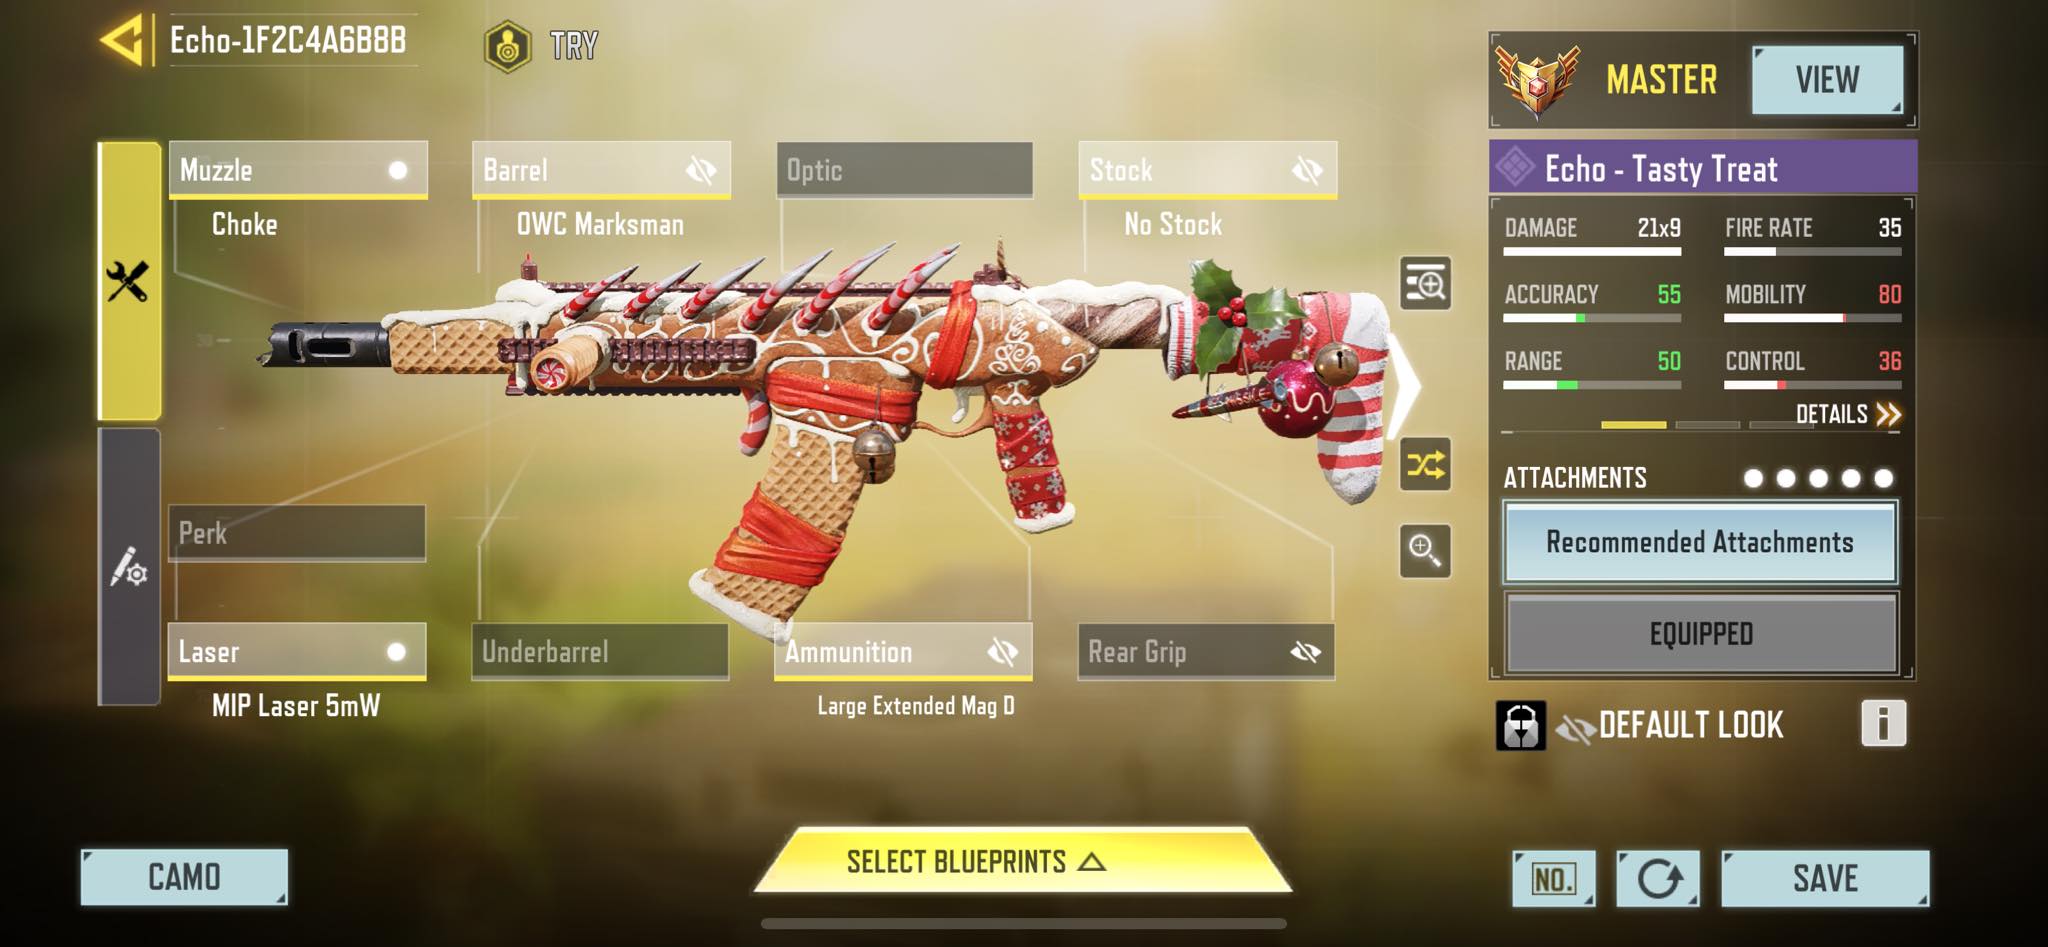 Echo-1F2C4A6B8B
TRY
MASTER
VIEW
Muzzle
Choke
Barrel
OWC Marksman
Optic
Stock
No Stock
Echo - Tasty Treat
DAMAGE 21x9
FIRE RATE 35
ACCURACY 55
MOBILITY 80
RANGE 50
CONTROL 36
DETAILS
ATTACHMENTS
Recommended Attachments
EQUIPPED
Perk
Laser
MIP Laser 5mW
Underbarrel
Ammunition
Large Extended Mag D
Rear Grip
DEFAULT LOOK
i
CAMO
SELECT BLUEPRINTS
NO.
SAVE